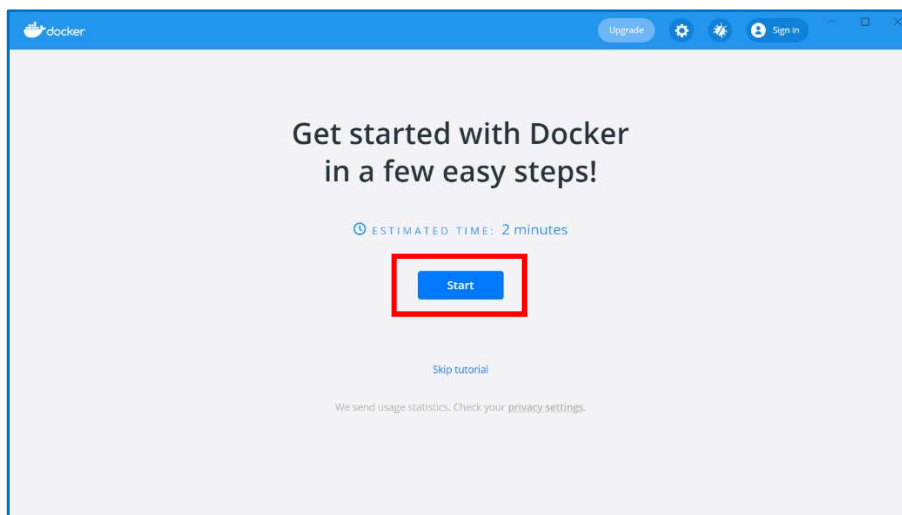 docker
Upgrade
Sign in
Get started with Docker
in a few easy steps!
ESTIMATED TIME: 2 minutes
Start
Skip tutorial
We send usage statistics. Check your privacy settings.